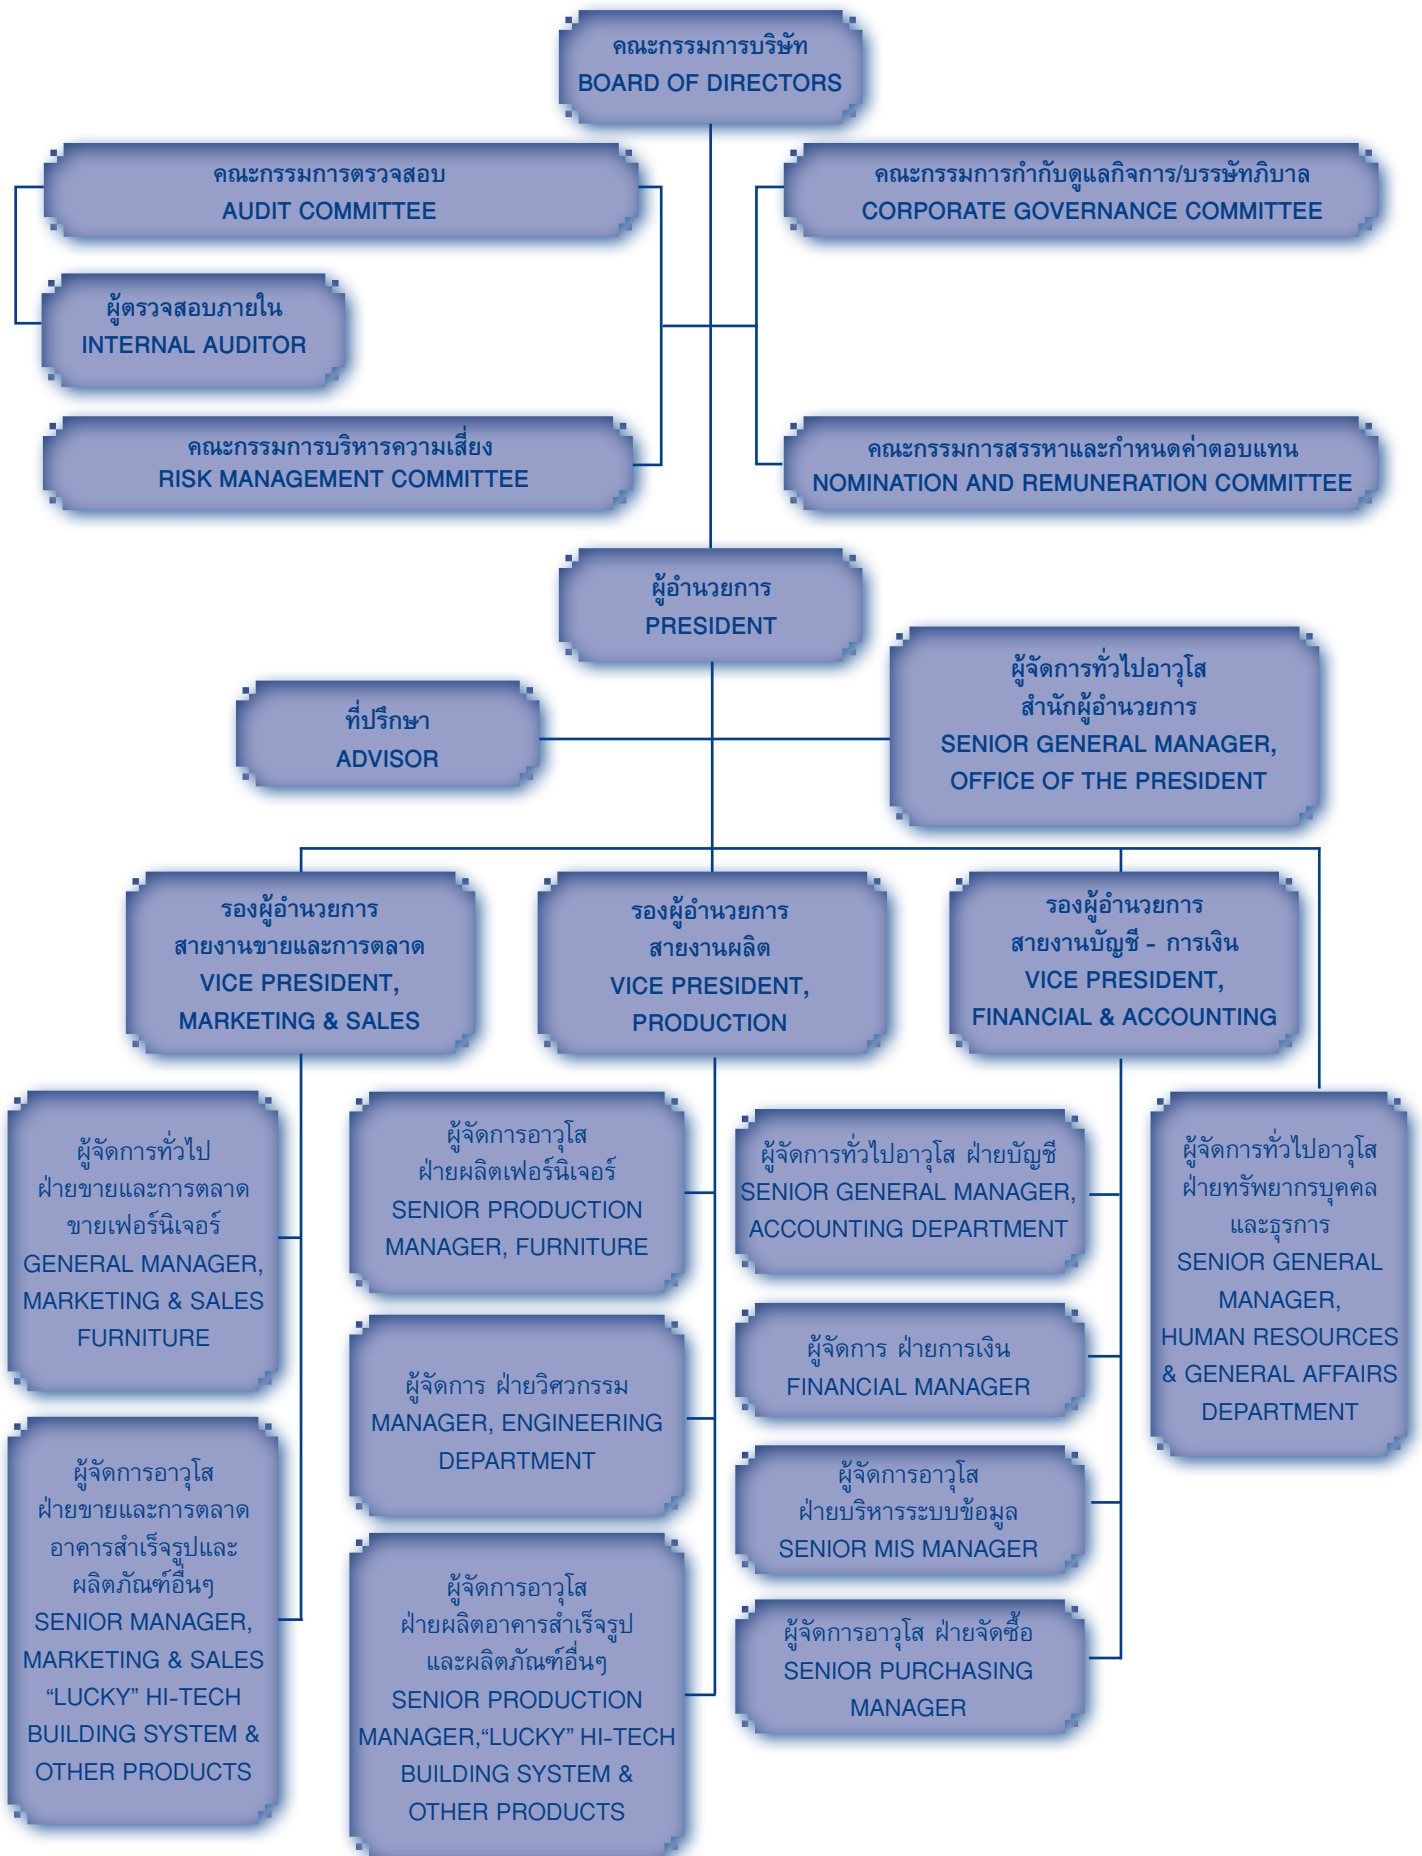 คณะกรรมการบริษัท
BOARD OF DIRECTORS
คณะกรรมการตรวจสอบ
AUDIT COMMITTEE
คณะกรรมการกำกับดูแลกิจการ/บรรษัทภิบาล
CORPORATE GOVERNANCE COMMITTEE
ผู้ตรวจสอบภายใน
INTERNAL AUDITOR
คณะกรรมการบริหารความเสี่ยง
RISK MANAGEMENT COMMITTEE
คณะกรรมการสรรหาและกำหนดค่าตอบแทน
NOMINATION AND REMUNERATION COMMITTEE
ผู้อำนวยการ
PRESIDENT
ที่ปรึกษา
ADVISOR
ผู้จัดการทั่วไปอาวุโส
สำนักผู้อำนวยการ
SENIOR GENERAL MANAGER,
OFFICE OF THE PRESIDENT
รองผู้อำนวยการ
สายงานขายและการตลาด
VICE PRESIDENT,
MARKETING & SALES
รองผู้อำนวยการ
สายงานผลิต
VICE PRESIDENT,
PRODUCTION
รองผู้อำนวยการ
สายงานบัญชี - การเงิน
VICE PRESIDENT,
FINANCIAL & ACCOUNTING
ผู้จัดการทั่วไป
ฝ่ายขายและการตลาด
ขายเฟอร์นิเจอร์
GENERAL MANAGER,
MARKETING & SALES
FURNITURE
ผู้จัดการอาวุโส
ฝ่ายขายและการตลาด
อาคารสำเร็จรูปและ
ผลิตภัณฑ์อื่นๆ
SENIOR MANAGER,
MARKETING & SALES
“LUCKY” HI-TECH
BUILDING SYSTEM &
OTHER PRODUCTS
ผู้จัดการอาวุโส
ฝ่ายผลิตเฟอร์นิเจอร์
SENIOR PRODUCTION
MANAGER, FURNITURE
ผู้จัดการ ฝ่ายวิศวกรรม
MANAGER, ENGINEERING
DEPARTMENT
ผู้จัดการอาวุโส
ฝ่ายผลิตอาคารสำเร็จรูป
และผลิตภัณฑ์อื่นๆ
SENIOR PRODUCTION
MANAGER,“LUCKY” HI-TECH
BUILDING SYSTEM &
OTHER PRODUCTS
ผู้จัดการทั่วไปอาวุโส ฝ่ายบัญชี
SENIOR GENERAL MANAGER,
ACCOUNTING DEPARTMENT
ผู้จัดการ ฝ่ายการเงิน
FINANCIAL MANAGER
ผู้จัดการอาวุโส
ฝ่ายบริหารระบบข้อมูล
SENIOR MIS MANAGER
ผู้จัดการอาวุโส ฝ่ายจัดซื้อ
SENIOR PURCHASING
MANAGER
ผู้จัดการทั่วไปอาวุโส
ฝ่ายทรัพยากรบุคคล
และธุรการ
SENIOR GENERAL
MANAGER,
HUMAN RESOURCES
& GENERAL AFFAIRS
DEPARTMENT